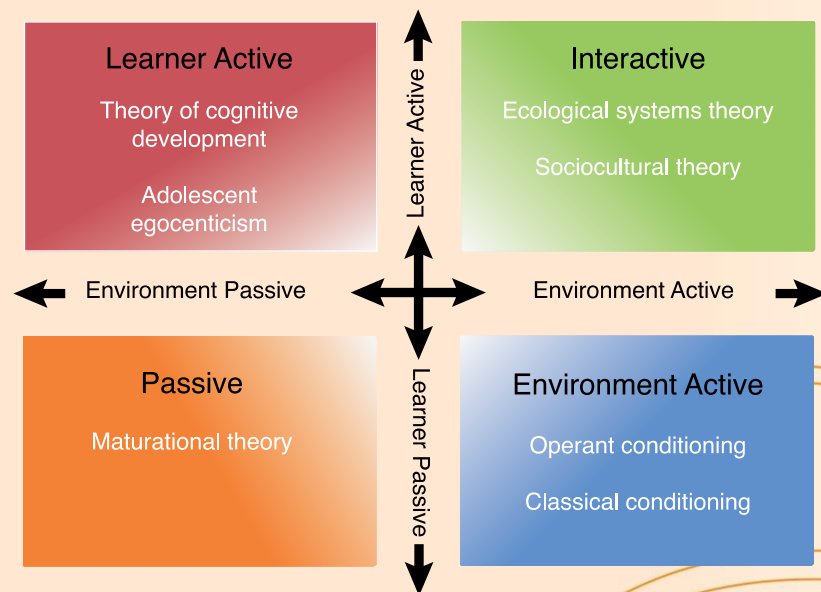 Learner Active
Theory of cognitive
development
Adolescent
egocenticism
Learner Active
Interactive
Ecological systems theory
Sociocultural theory
Environment Passive
Environment Active
Passive
Maturational theory
Learner Passive
Environment Active
Operant conditioning
Classical conditioning